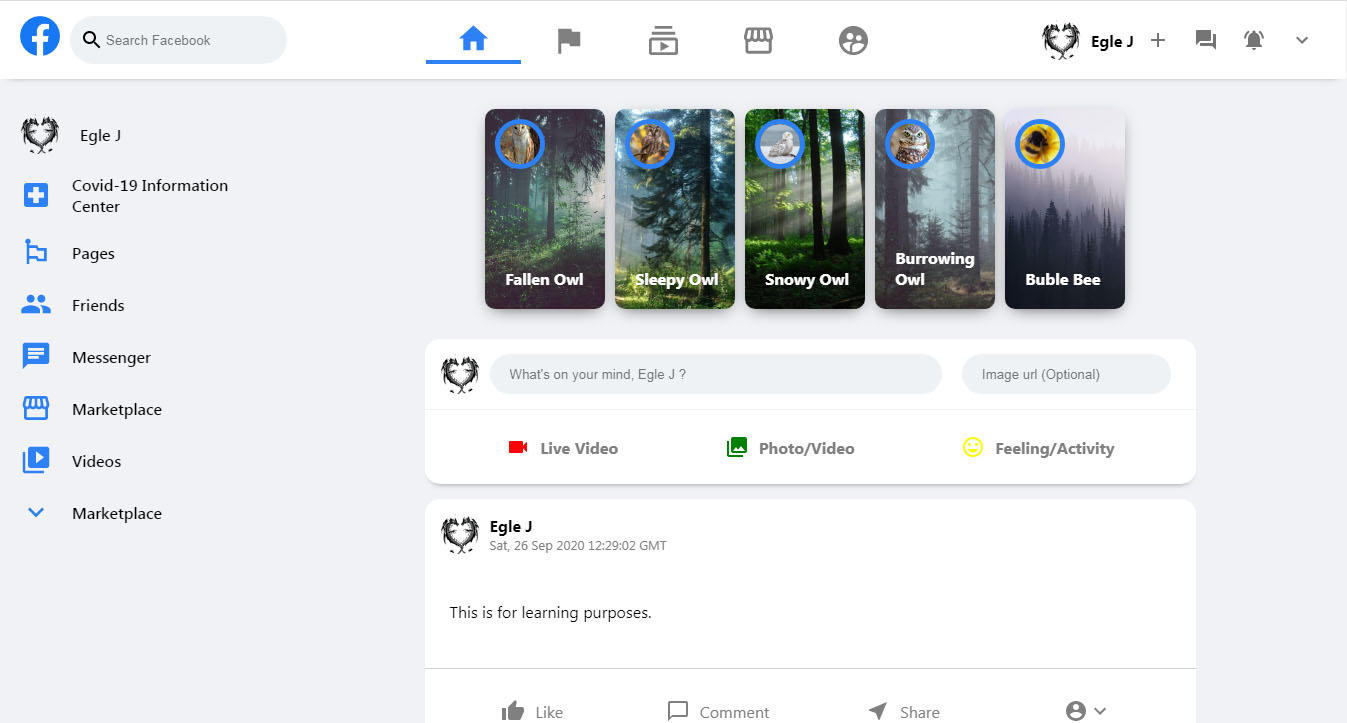 Search Facebook
Egle J
Egle J
Covid-19 Information
Center
Pages
Friends
Messenger
Marketplace
Videos
Marketplace
Fallen Owl
Sleepy Owl
Snowy Owl
Burrowing
Owl
Buble Bee
What's on your mind, Egle J ?
Image url (Optional)
Live Video
Photo/Video
Feeling/Activity
Egle J
Sat, 26 Sep 2020 12:29:02 GMT
This is for learning purposes.
Like
Comment
Share